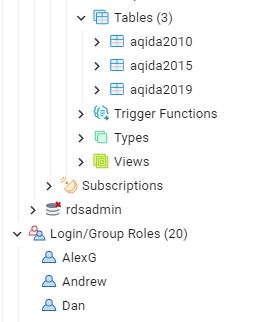 Tables (3)
aqida2010
aqida2015
aqida2019
Trigger Functions
Types
Views
Subscriptions
rdsadmin
Login/Group Roles (20)
AlexG
Andrew
Dan